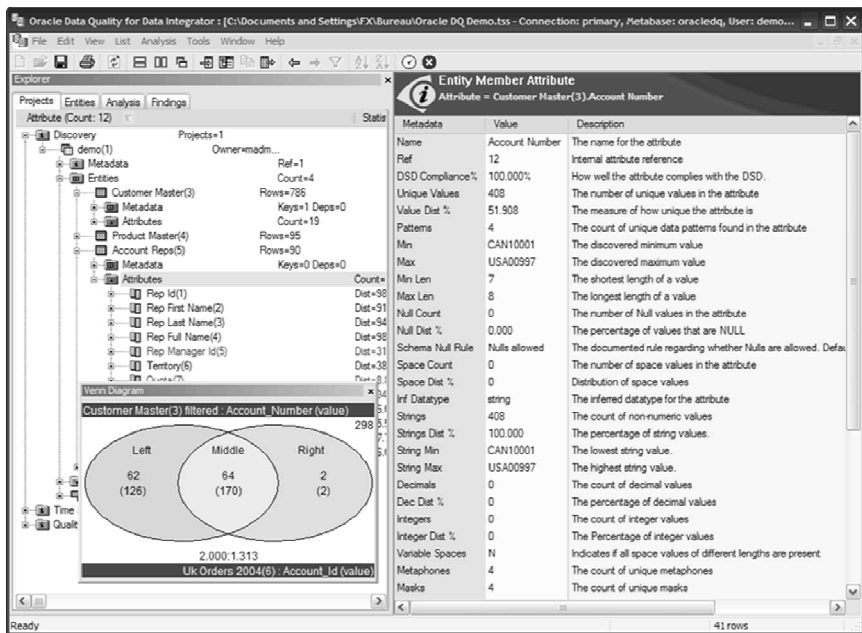 Oracle Data Quality for Data Integrator : [C:\Documents and Settings\FX\Bureau\Oracle DQ Demo.tss - Connection: primary, Metabase: oracledq, User: demo...
File Edit View List Analysis Tools Window Help
Explorer
Projects Entities Analysis Findings
Attribute (Count: 12) Statis
Discovery Projects=1
demo(1) Owner=madm...
Metadata Ref=1
Entities Count=4
Customer Master(3) Rows=786
Metadata Keys=1 Deps=0
Attributes Count=19
Product Master(4) Rows=95
Account Reps(5) Rows=90
Metadata Keys=0 Deps=0
Attributes Count=
Rep Id(1) Dist=98
Rep First Name(2) Dist=91
Rep Last Name(3) Dist=94
Rep Full Name(4) Dist=98
Rep Manager Id(5) Dist=31
Territory(6) Dist=38
Quota(7)
Venn Diagram
Customer Master(3) filtered : Account_Number (value)
298
Left Middle Right
62 64 2
(126) (170) (2)
2.000:1.313
Uk Orders 2004(6) : Account_Id (value)
Time
Qualit
Entity Member Attribute
Attribute = Customer Master(3).Account Number
Metadata Value Description
Name Account Number The name for the attribute
Ref 12 Internal attribute reference
DSD Compliance% 100.000% How well the attribute complies with the DSD.
Unique Values 408 The number of unique values in the attribute
Value Dist % 51.908 The measure of how unique the attribute is
Patterns 4 The count of unique data patterns found in the attribute
Min CAN10001 The discovered minimum value
Max USA00997 The discovered maximum value
Min Len 7 The shortest length of a value
Max Len 8 The longest length of a value
Null Count 0 The number of Null values in the attribute
Null Dist % 0.000 The percentage of values that are NULL
Schema Null Rule Nulls allowed The documented rule regarding whether Nulls are allowed. Defau
Space Count 0 The number of space values in the attribute
Space Dist % 0 Distribution of space values
Inf Datatype string The inferred datatype for the attribute
Strings 408 The count of non-numeric values
Strings Dist % 100.000 The percentage of string values.
String Min CAN10001 The lowest string value.
String Max USA00997 The highest string value.
Decimals 0 The count of decimal values
Dec Dist % 0 The percentage of decimal values
Integers 0 The count of integer values
Integer Dist % 0 The Percentage of integer values
Variable Spaces N Indicates if all space values of different lengths are present
Metaphones 4 The count of unique metaphones
Masks 4 The count of unique masks
Ready 41 rows